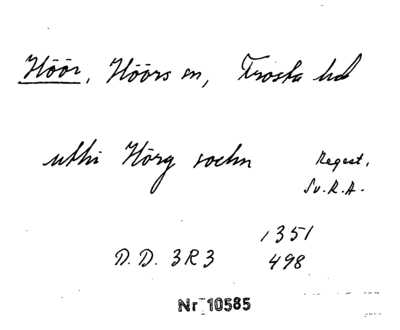 Höör, Höörs sn, Frosta hd
uthi Hörg sochn
Regest.
Sv.R.A.
1351
D.D. 3R3 498
Nr 10585